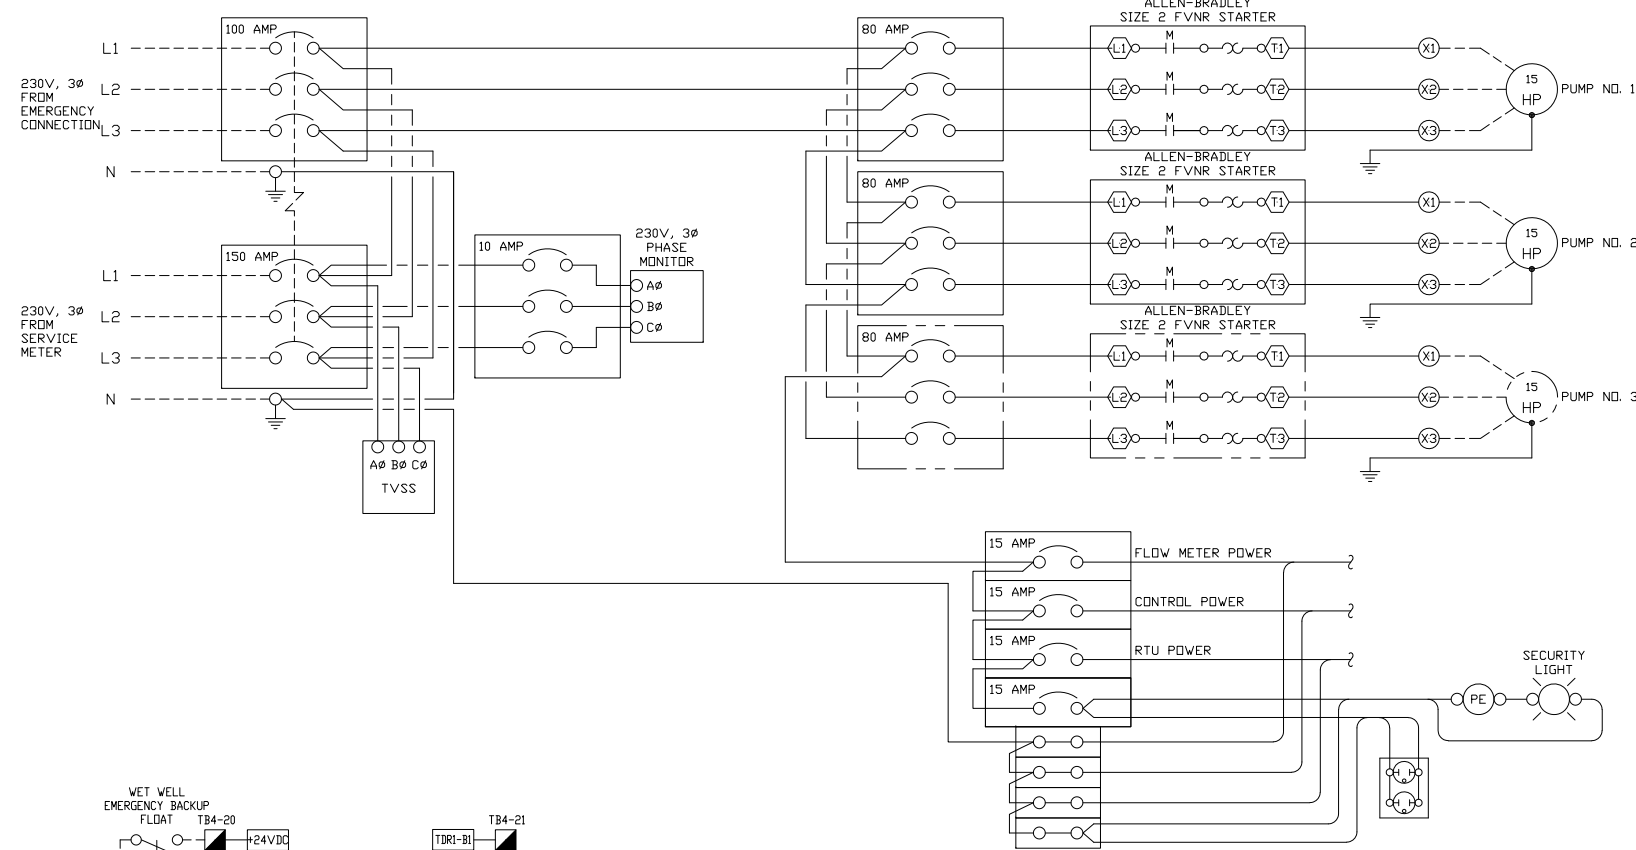 100 AMP
L1
230V, 3Ø
FROM
EMERGENCY
CONNECTION
L2
L3
N
150 AMP
L1
230V, 3Ø
FROM
SERVICE
METER
L2
L3
N
10 AMP
230V, 3Ø
PHASE
MONITOR
AØ
BØ
CØ
AØ BØ CØ
TVSS
80 AMP
ALLEN-BRADLEY
SIZE 2 FVNR STARTER
L1 M T1 X1
L2 M T2 X2
L3 M T3 X3
15
HP
PUMP NO. 1
80 AMP
ALLEN-BRADLEY
SIZE 2 FVNR STARTER
L1 M T1 X1
L2 M T2 X2
L3 M T3 X3
15
HP
PUMP NO. 2
80 AMP
ALLEN-BRADLEY
SIZE 2 FVNR STARTER
L1 M T1 X1
L2 M T2 X2
L3 M T3 X3
15
HP
PUMP NO. 3
15 AMP
FLOW METER POWER
15 AMP
CONTROL POWER
15 AMP
RTU POWER
15 AMP
SECURITY
LIGHT
PE
WET WELL
EMERGENCY BACKUP
FLOAT
TB4-20
+24VDC
TDR1-B1
TB4-21